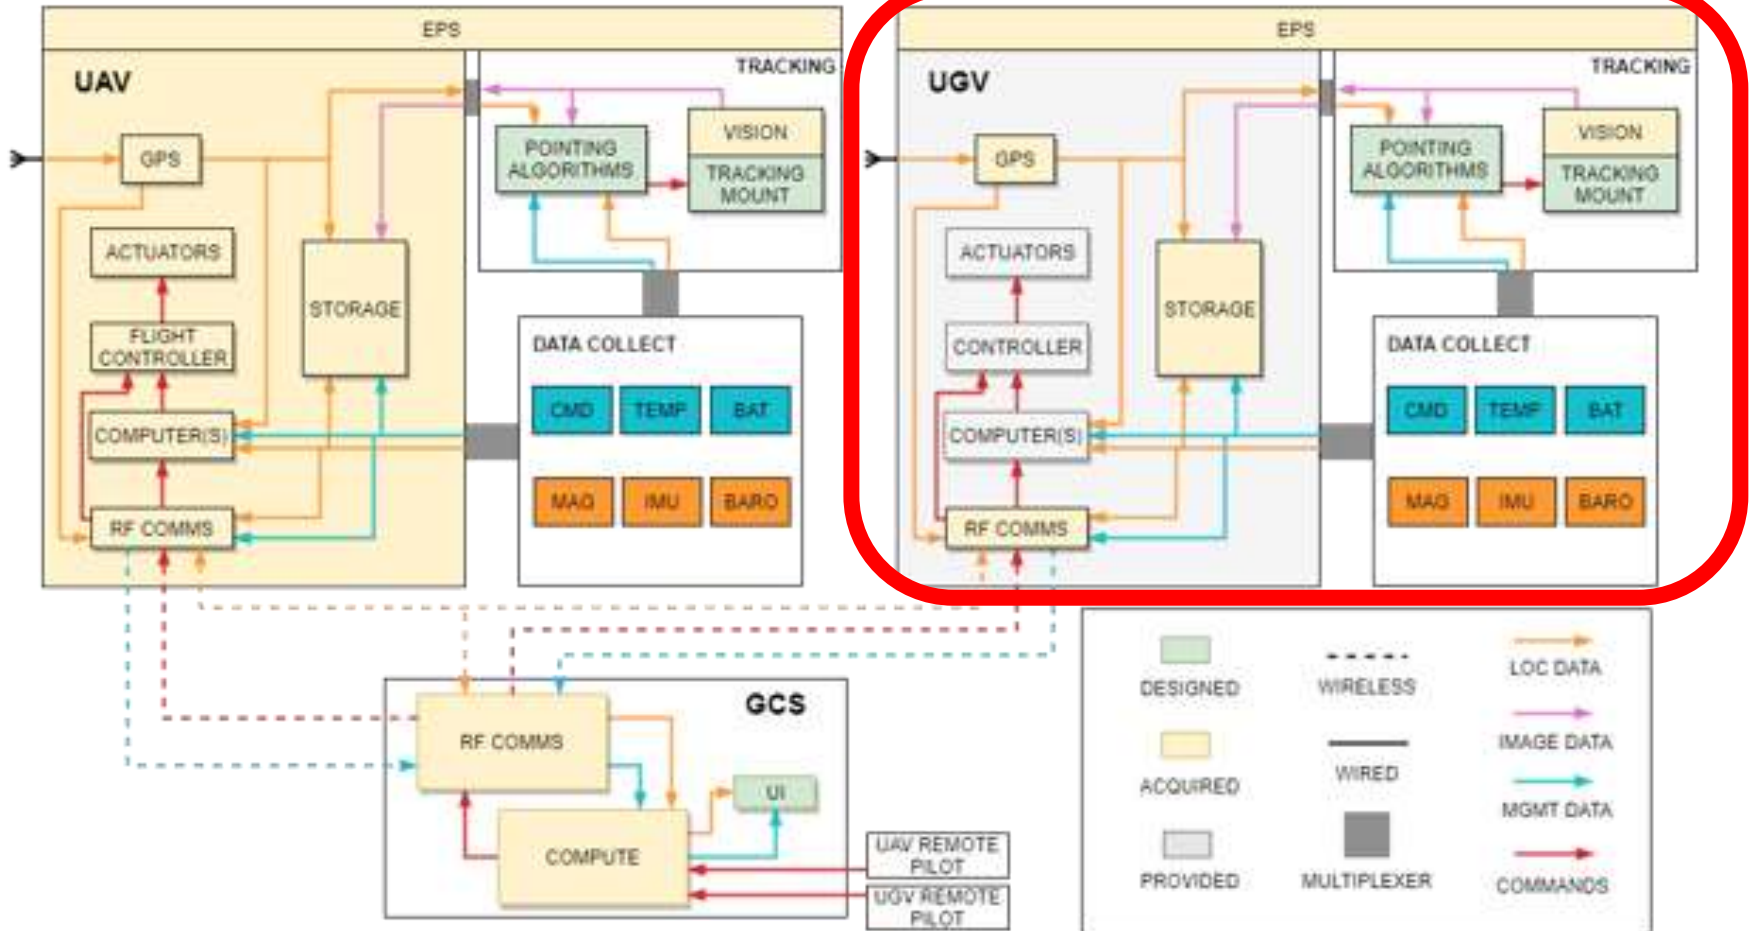 EPS
UAV
TRACKING
GPS
POINTING
ALGORITHMS
VISION
TRACKING
MOUNT
ACTUATORS
STORAGE
FLIGHT
CONTROLLER
DATA COLLECT
CMD
TEMP
BAT
COMPUTER(S)
MAG
IMU
BARO
RF COMMS
EPS
UGV
TRACKING
GPS
POINTING
ALGORITHMS
VISION
TRACKING
MOUNT
ACTUATORS
STORAGE
CONTROLLER
DATA COLLECT
CMD
TEMP
BAT
COMPUTER(S)
MAG
IMU
BARO
RF COMMS
GCS
RF COMMS
UI
COMPUTE
UAV REMOTE
PILOT
UGV REMOTE
PILOT
DESIGNED
WIRELESS
LOC DATA
ACQUIRED
WIRED
IMAGE DATA
MGMT DATA
PROVIDED
MULTIPLEXER
COMMANDS